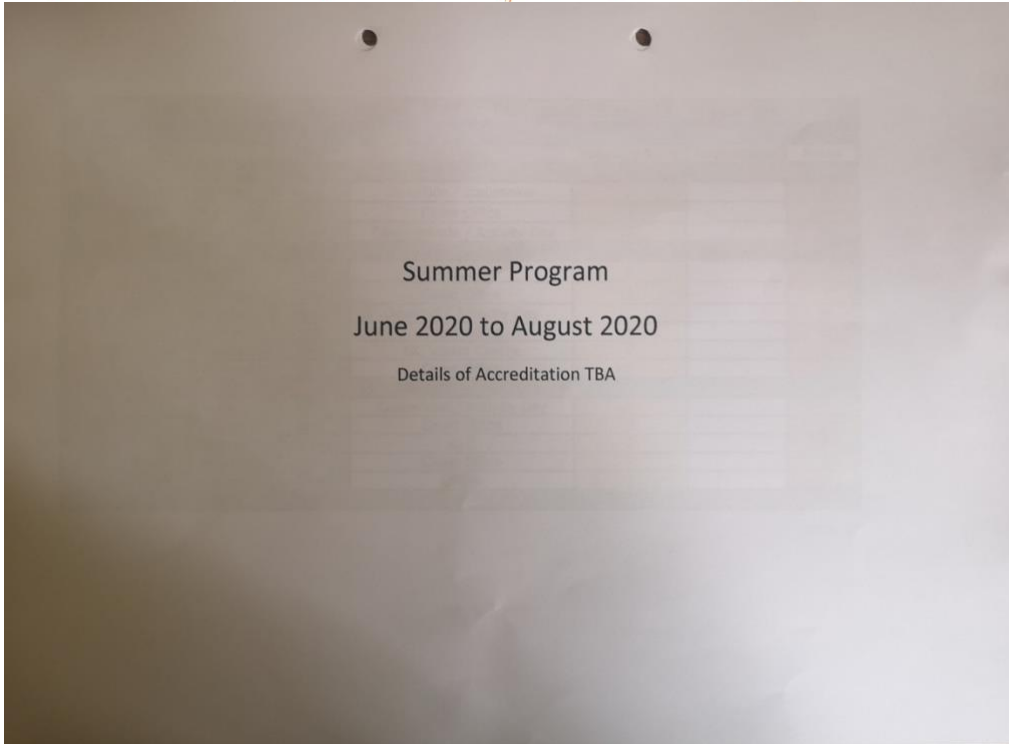 Summer Program
June 2020 to August 2020
Details of Accreditation TBA